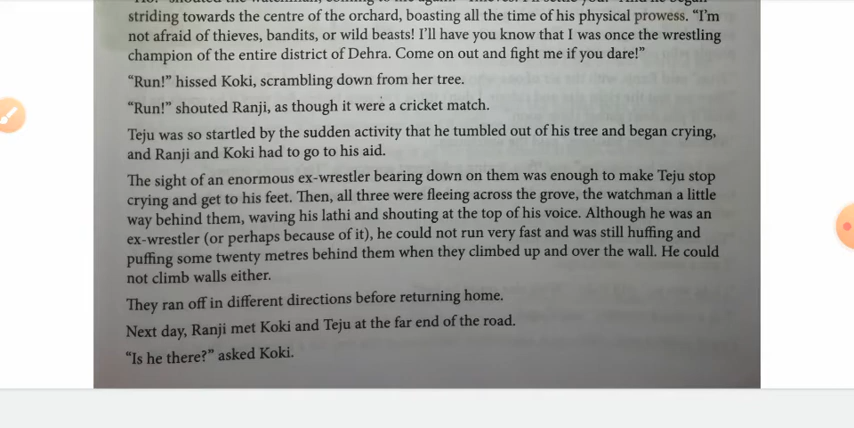 striding towards the centre of the orchard, boasting all the time of his physical prowess. “I’m
not afraid of thieves, bandits, or wild beasts! I’ll have you know that I was once the wrestling
champion of the entire district of Dehra. Come on out and fight me if you dare!”
“Run!” hissed Koki, scrambling down from her tree.
“Run!” shouted Ranji, as though it were a cricket match.
Teju was so startled by the sudden activity that he tumbled out of his tree and began crying,
and Ranji and Koki had to go to his aid.
The sight of an enormous ex-wrestler bearing down on them was enough to make Teju stop
crying and get to his feet. Then, all three were fleeing across the grove, the watchman a little
way behind them, waving his lathi and shouting at the top of his voice. Although he was an
ex-wrestler (or perhaps because of it), he could not run very fast and was still huffing and
puffing some twenty metres behind them when they climbed up and over the wall. He could
not climb walls either.
They ran off in different directions before returning home.
Next day, Ranji met Koki and Teju at the far end of the road.
“Is he there?” asked Koki.